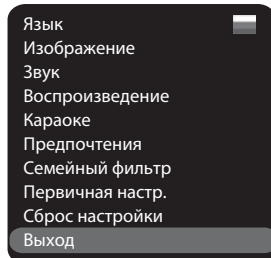 Язык
Изображение
Звук
Воспроизведение
Караоке
Предпочтения
Семейный фильтр
Первичная настр.
Сброс настройки
Выход